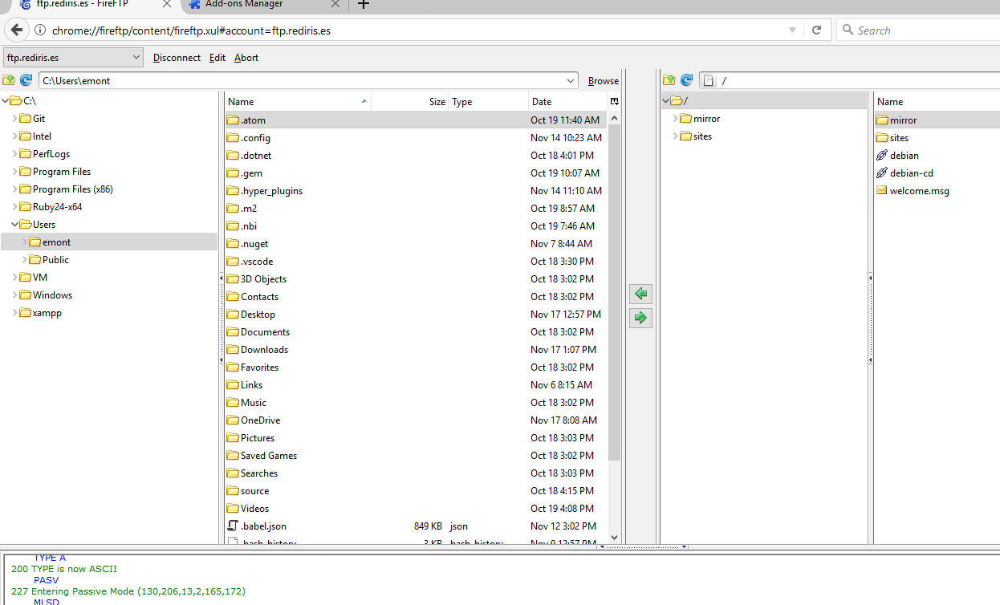 ftp.rediris.es - FireFTP
Add-ons Manager
chrome://fireftp/content/fireftp.xul#account=ftp.rediris.es
Search
ftp.rediris.es Disconnect Edit Abort
C:\Users\emont Browse
/
C:\
Git
Intel
PerfLogs
Program Files
Program Files (x86)
Ruby24-x64
Users
emont
Public
VM
Windows
xampp
Name Size Type Date
.atom Oct 19 11:40 AM
.config Nov 14 10:23 AM
.dotnet Oct 18 4:01 PM
.gem Oct 19 10:07 AM
.hyper_plugins Nov 14 11:10 AM
.m2 Oct 19 8:57 AM
.nbi Oct 19 7:46 AM
.nuget Nov 7 8:44 AM
.vscode Oct 18 3:30 PM
3D Objects Oct 18 3:02 PM
Contacts Oct 18 3:02 PM
Desktop Nov 17 12:57 PM
Documents Oct 18 3:02 PM
Downloads Nov 17 1:07 PM
Favorites Oct 18 3:02 PM
Links Nov 6 8:15 AM
Music Oct 18 3:02 PM
OneDrive Nov 17 8:08 AM
Pictures Oct 18 3:03 PM
Saved Games Oct 18 3:02 PM
Searches Oct 18 3:03 PM
source Oct 18 4:15 PM
Videos Oct 19 4:08 PM
.babel.json 849 KB json Nov 12 3:02 PM
.bash_history 3 KB bash_history Nov 9 12:57 PM
/
mirror
sites
Name
mirror
sites
debian
debian-cd
welcome.msg
TYPE A
200 TYPE is now ASCII
PASV
227 Entering Passive Mode (130,206,13,2,165,172)
MLSD